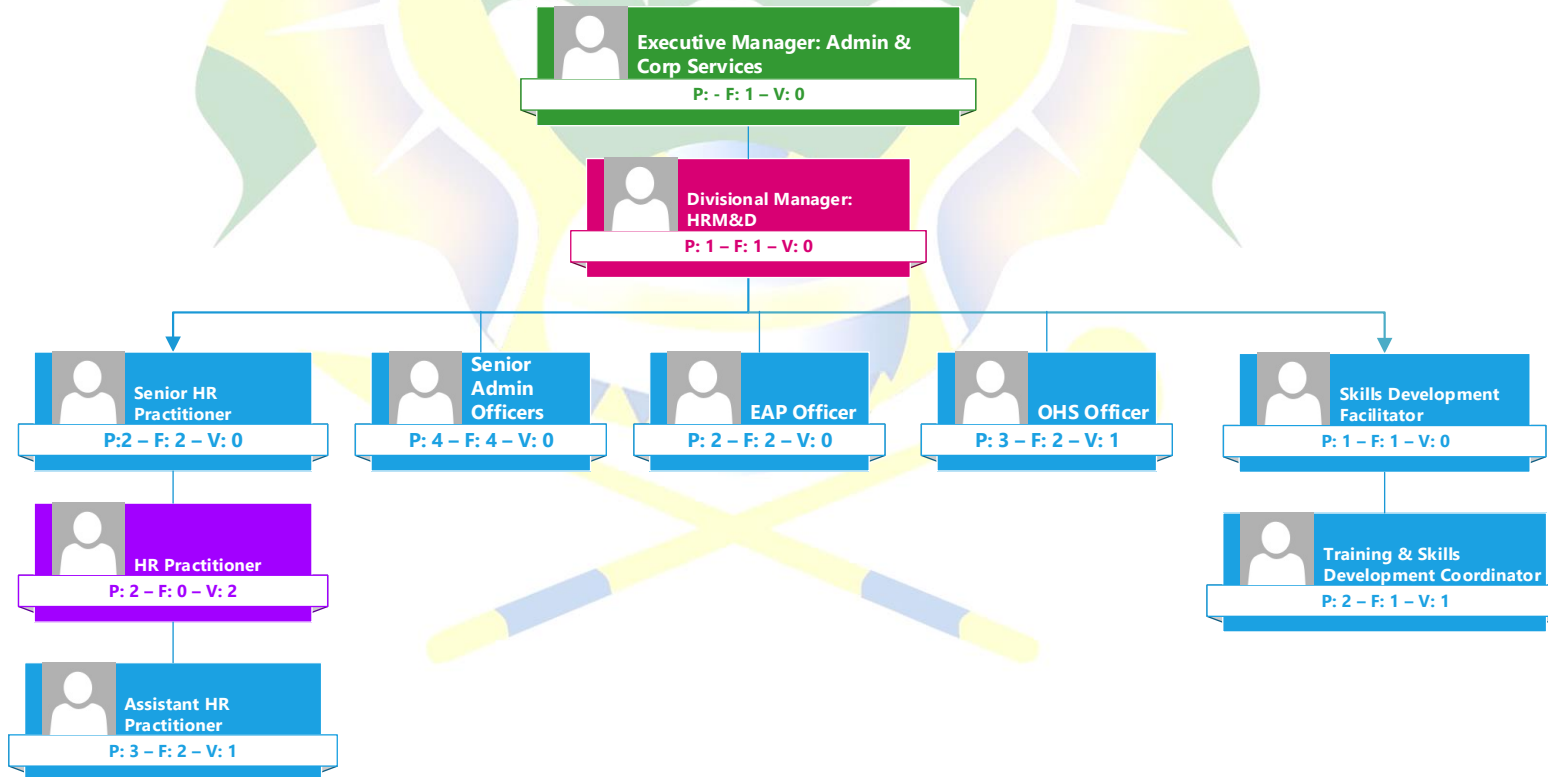 Executive Manager: Admin &
Corp Services
P: - F: 1 – V: 0
Divisional Manager:
HRM&D
P: 1 – F: 1 – V: 0
Senior HR
Practitioner
P:2 – F: 2 – V: 0
Senior
Admin
Officers
P: 4 – F: 4 – V: 0
EAP Officer
P: 2 – F: 2 – V: 0
OHS Officer
P: 3 – F: 2 – V: 1
Skills Development
Facilitator
P: 1 – F: 1 – V: 0
HR Practitioner
P: 2 – F: 0 – V: 2
Training & Skills
Development Coordinator
P: 2 – F: 1 – V: 1
Assistant HR
Practitioner
P: 3 – F: 2 – V: 1